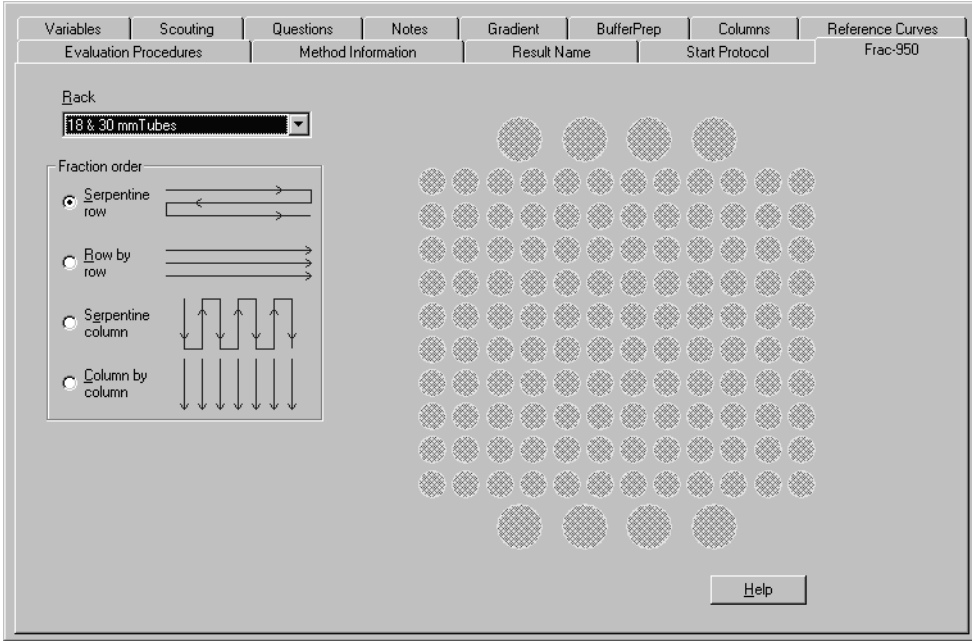 Variables Scouting Questions Notes Gradient BufferPrep Columns Reference Curves
Evaluation Procedures Method Information Result Name Start Protocol Frac-950
Rack
18 & 30 mmTubes
Fraction order
Serpentine
row
Row by
row
Serpentine
column
Column by
column
Help